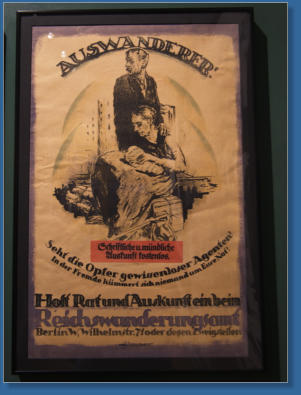 AUSWANDERER!
Schriftliche u. mündliche
Auskunft kostenlos.
Seht die Opfer gewissenloser Agenten!
In der Fremde kümmert sich niemand um Eure Not!
Holt Rat und Auskunft ein beim
Reichswanderungsamt
Berlin W, Wilhelmstr. 71 oder dessen Zweigstellen